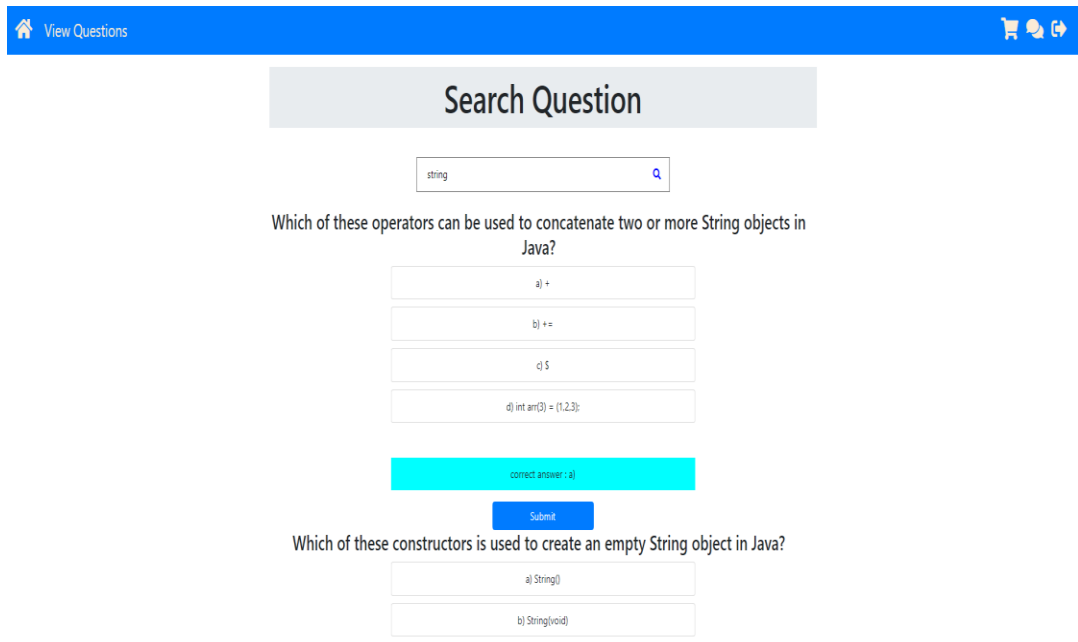 View Questions
Search Question
string
Which of these operators can be used to concatenate two or more String objects in
Java?
a) +
b) +=
c) $
d) int arr(3) = (1,2,3);
correct answer : a)
Submit
Which of these constructors is used to create an empty String object in Java?
a) String()
b) String(void)